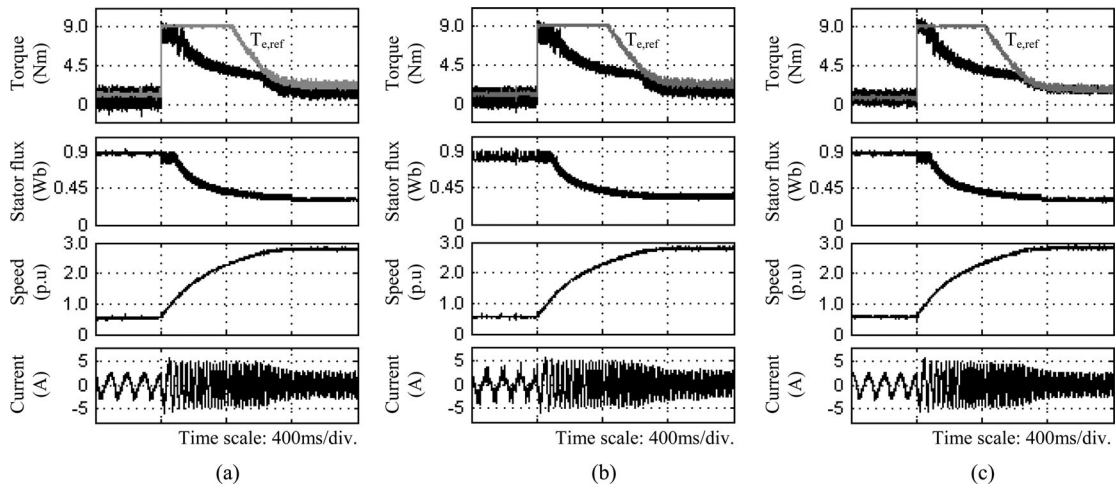 Torque (Nm)
9.0
4.5
0
T_e,ref
Stator flux (Wb)
0.9
0.45
0
Speed (p.u)
3.0
2.0
1.0
0
Current (A)
5
0
-5
Time scale: 400ms/div.
(a)
Torque (Nm)
9.0
4.5
0
T_e,ref
Stator flux (Wb)
0.9
0.45
0
Speed (p.u)
3.0
2.0
1.0
0
Current (A)
5
0
-5
Time scale: 400ms/div.
(b)
Torque (Nm)
9.0
4.5
0
T_e,ref
Stator flux (Wb)
0.9
0.45
0
Speed (p.u)
3.0
2.0
1.0
0
Current (A)
5
0
-5
Time scale: 400ms/div.
(c)